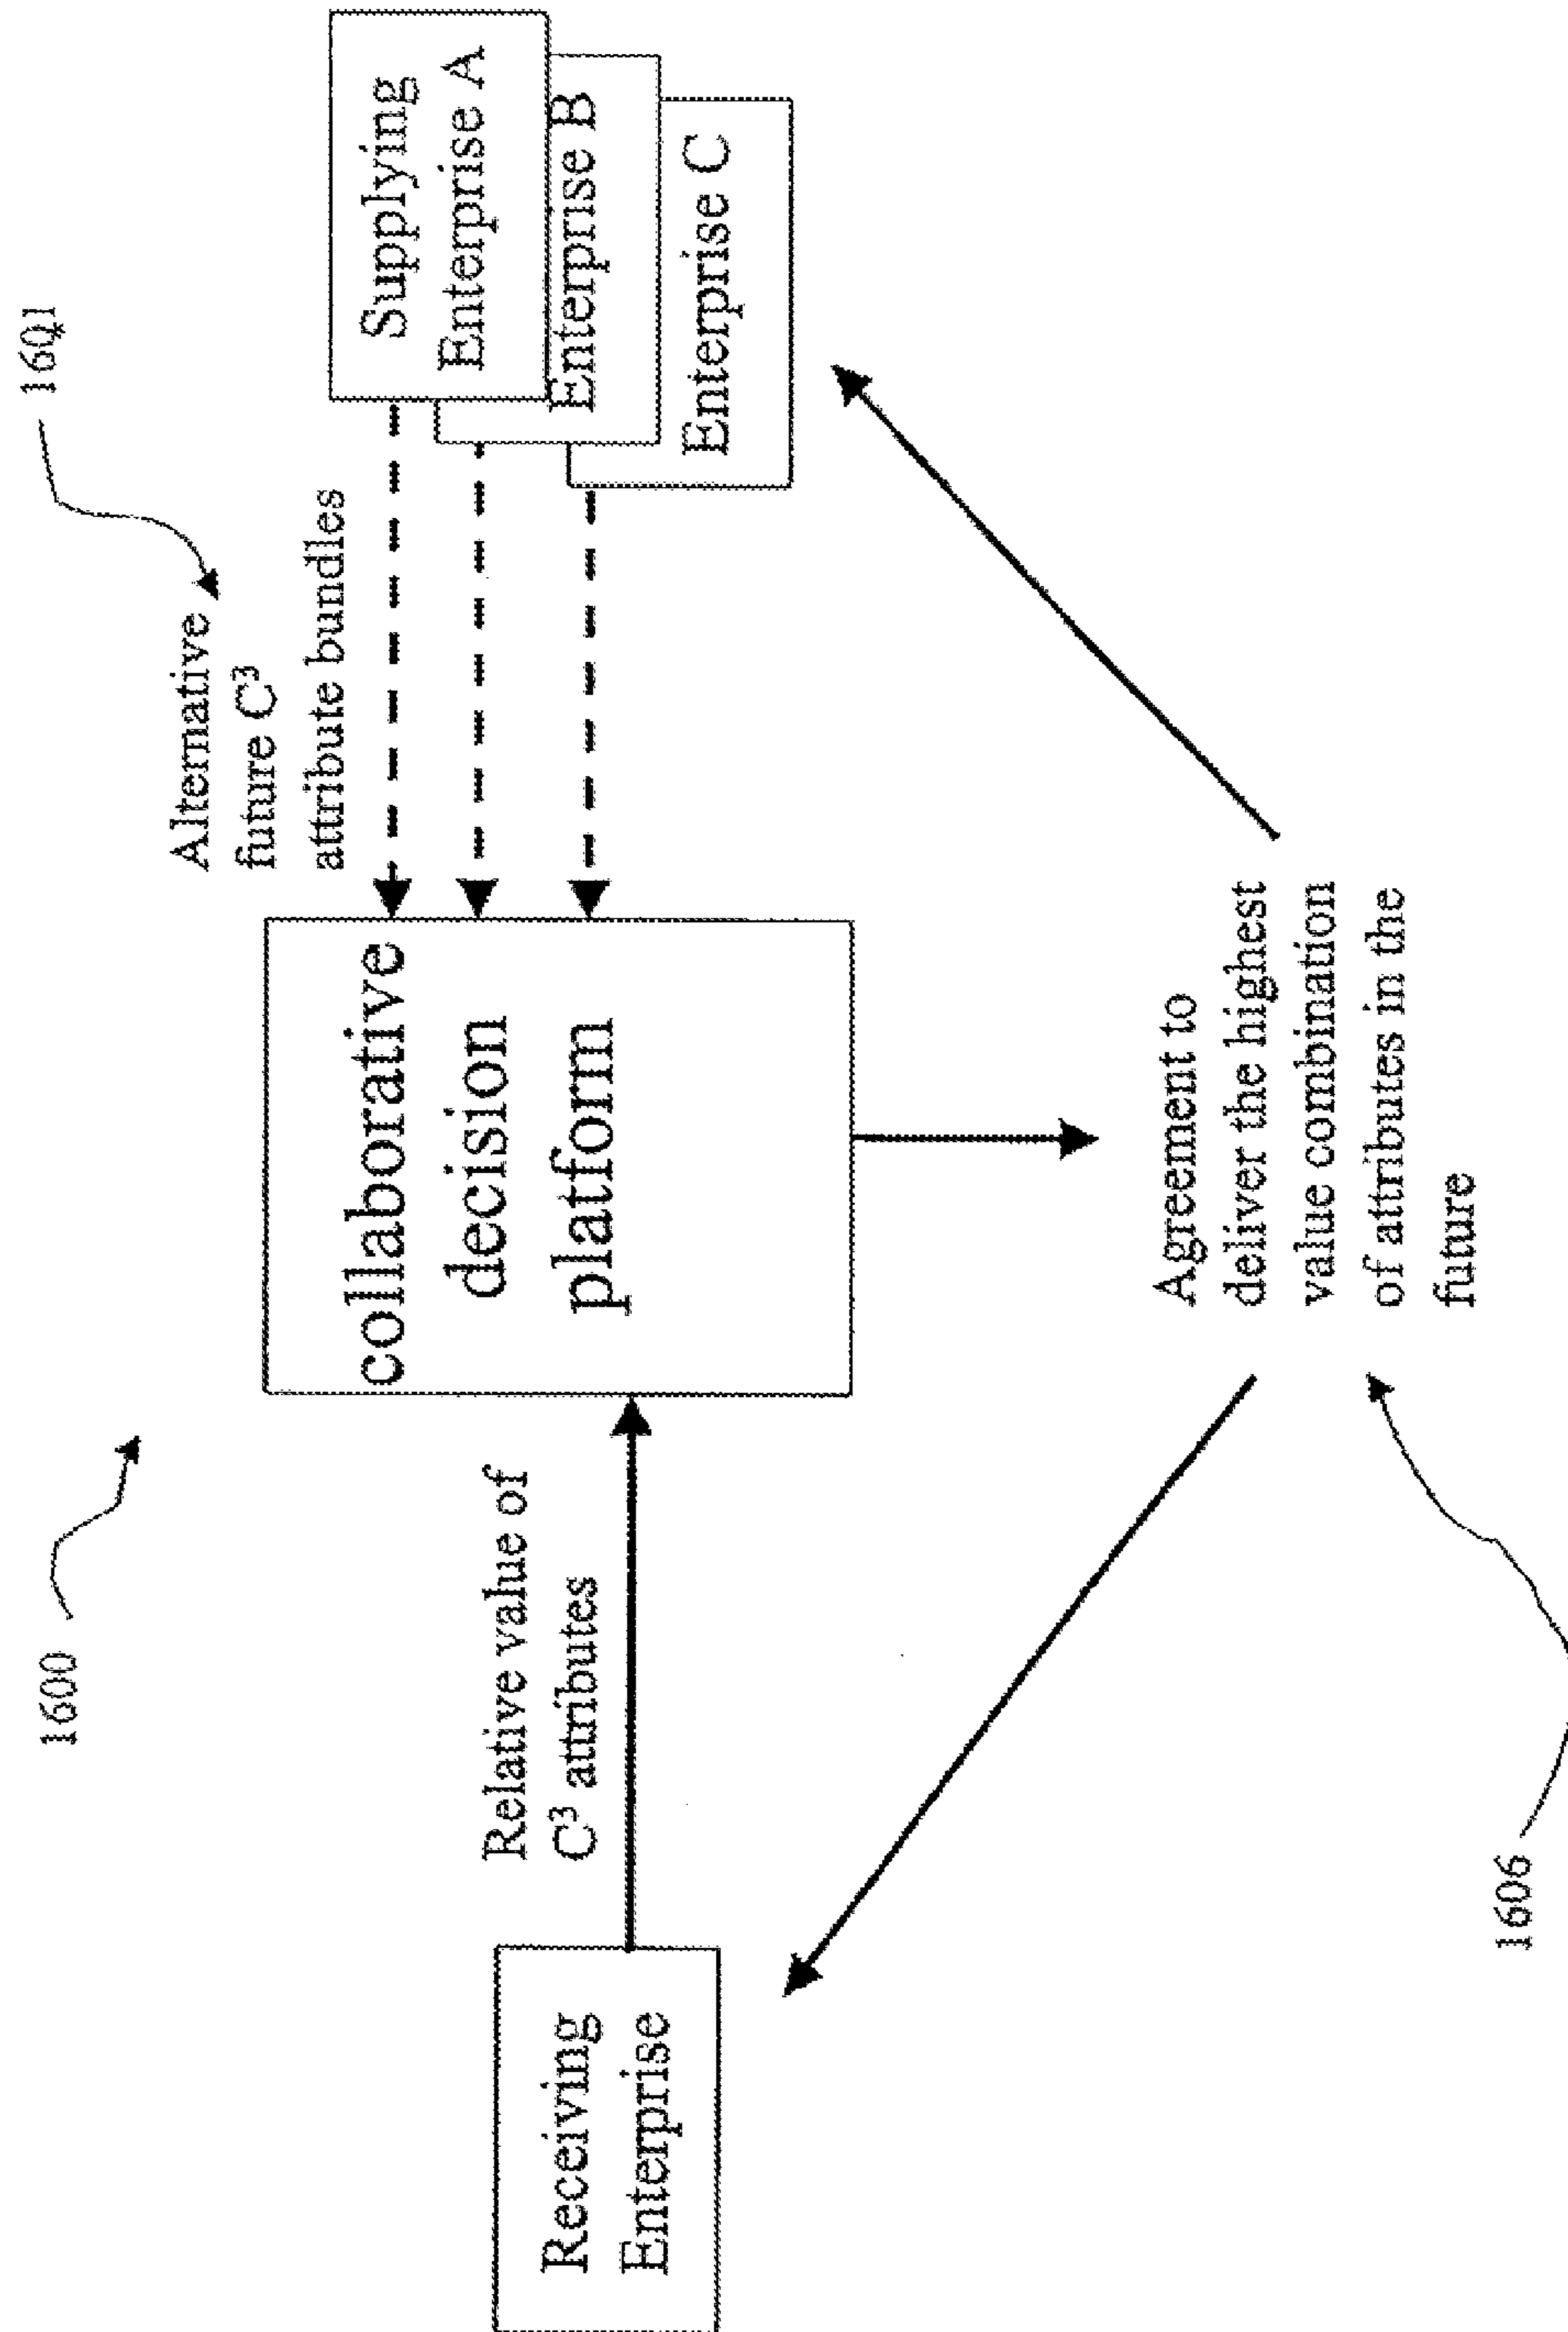 1600
1601
Alternative
future C³
attribute bundles
Relative value of
C³ attributes
Receiving
Enterprise
collaborative
decision
platform
Supplying
Enterprise A
Enterprise B
Enterprise C
Agreement to
deliver the highest
value combination
of attributes in the
future
1606